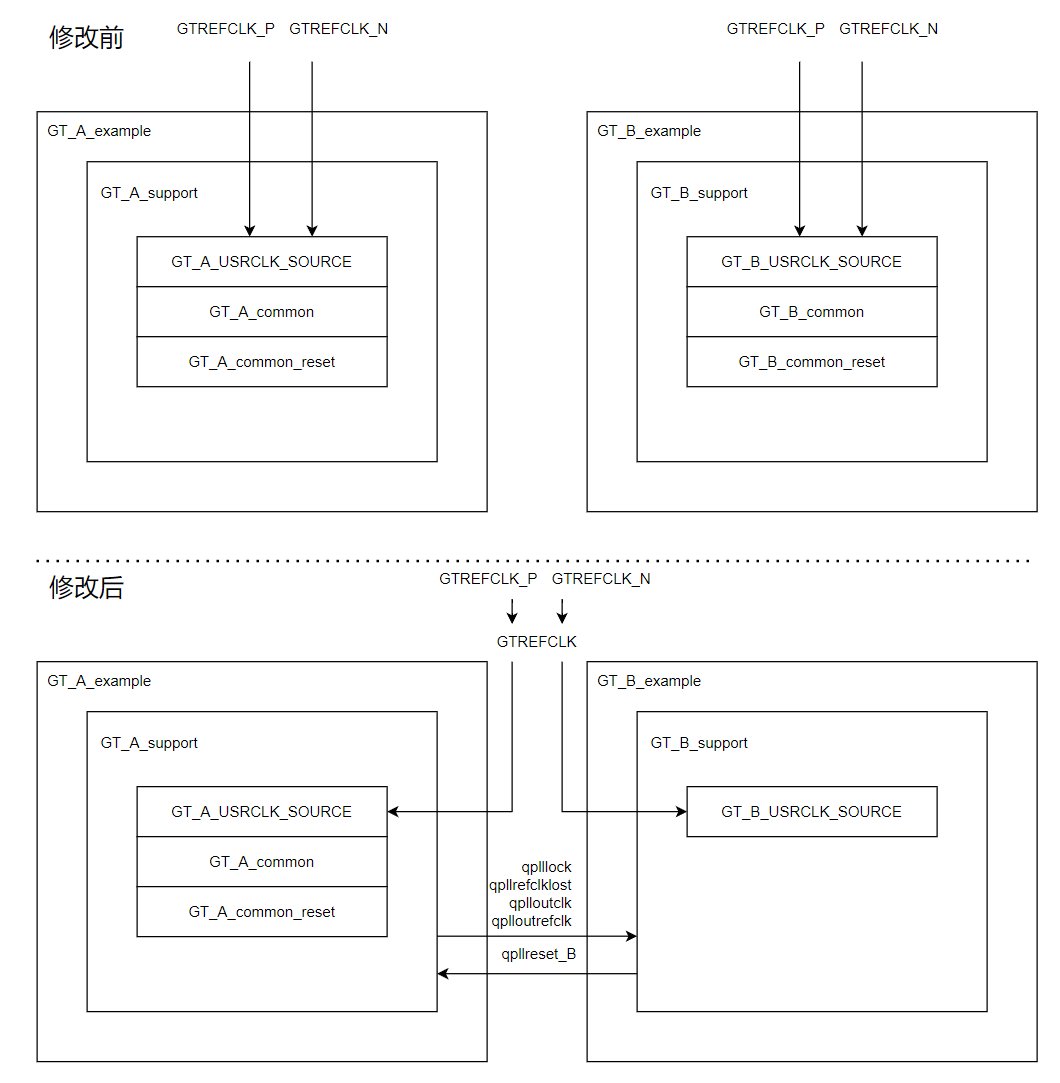 修改前
GTREFCLK_P GTREFCLK_N
GTREFCLK_P GTREFCLK_N
GT_A_example
GT_A_support
GT_A_USRCLK_SOURCE
GT_A_common
GT_A_common_reset
GT_B_example
GT_B_support
GT_B_USRCLK_SOURCE
GT_B_common
GT_B_common_reset
修改后
GTREFCLK_P GTREFCLK_N
GTREFCLK
GT_A_example
GT_A_support
GT_A_USRCLK_SOURCE
GT_A_common
GT_A_common_reset
qplllock
qpllrefclklost
qplloutclk
qplloutrefclk
qpllreset_B
GT_B_example
GT_B_support
GT_B_USRCLK_SOURCE